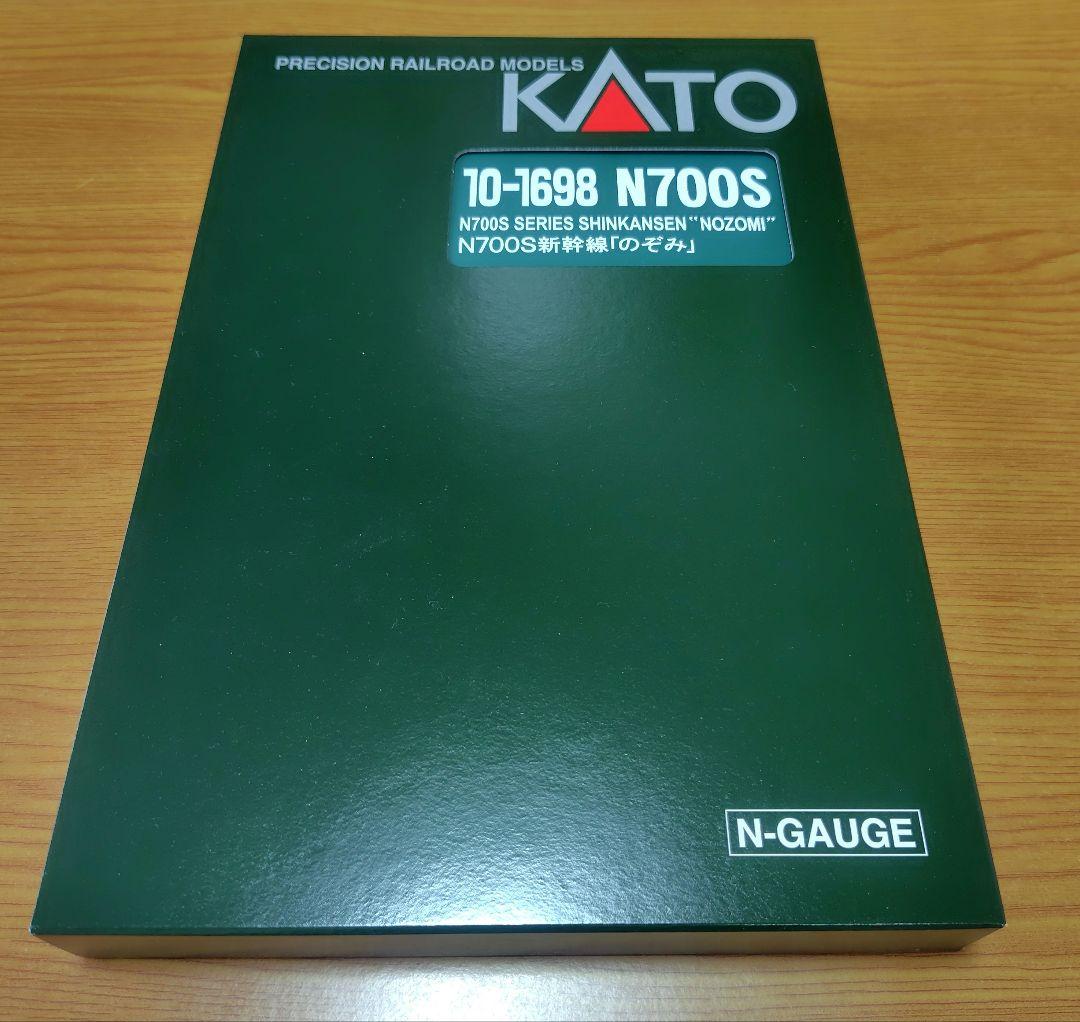 PRECISION RAILROAD MODELS
KATO
10-1698 N700S
N700S SERIES SHINKANSEN "NOZOMI"
N700S新幹線「のぞみ」
N-GAUGE